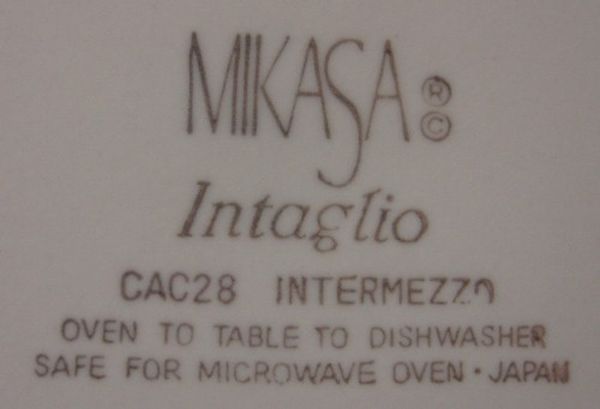 MIKASA ® ©
Intaglio
CAC28 INTERMEZZO
OVEN TO TABLE TO DISHWASHER
SAFE FOR MICROWAVE OVEN · JAPAN